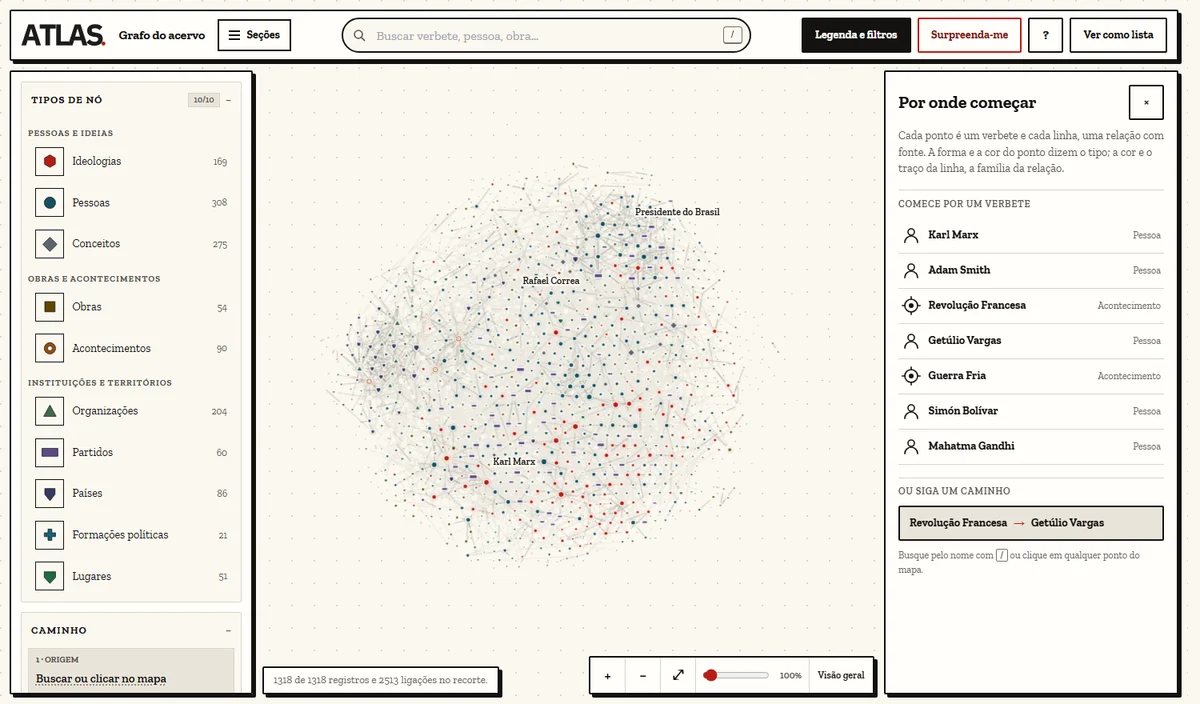 ATLAS.
Grafo do acervo
Seções
Buscar verbete, pessoa, obra...
/
Legenda e filtros
Surpreenda-me
?
Ver como lista
TIPOS DE NÓ
10/10
–
PESSOAS E IDEIAS
Ideologias 169
Pessoas 308
Conceitos 275
OBRAS E ACONTECIMENTOS
Obras 54
Acontecimentos 90
INSTITUIÇÕES E TERRITÓRIOS
Organizações 204
Partidos 60
Países 86
Formações políticas 21
Lugares 51
CAMINHO –
1 · ORIGEM
Buscar ou clicar no mapa
Presidente do Brasil
Rafael Correa
Karl Marx
1318 de 1318 registros e 2513 ligações no recorte.
+
–
100%
Visão geral
Por onde começar
×
Cada ponto é um verbete e cada linha, uma relação com
fonte. A forma e a cor do ponto dizem o tipo; a cor e o
traço da linha, a família da relação.
COMECE POR UM VERBETE
Karl Marx Pessoa
Adam Smith Pessoa
Revolução Francesa Acontecimento
Getúlio Vargas Pessoa
Guerra Fria Acontecimento
Simón Bolívar Pessoa
Mahatma Gandhi Pessoa
OU SIGA UM CAMINHO
Revolução Francesa → Getúlio Vargas
Busque pelo nome com / ou clique em qualquer ponto do
mapa.